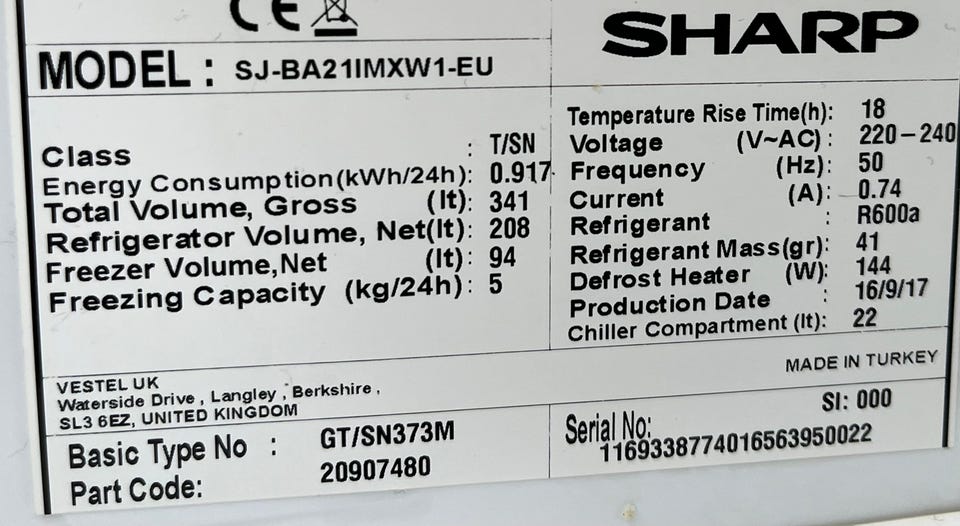 CE
SHARP
MODEL : SJ-BA21IMXW1-EU
Class : T/SN
Energy Consumption(kWh/24h): 0.917
Total Volume, Gross (lt): 341
Refrigerator Volume, Net(lt): 208
Freezer Volume,Net (lt): 94
Freezing Capacity (kg/24h): 5
Temperature Rise Time(h): 18
Voltage (V~AC): 220-240
Frequency (Hz): 50
Current (A): 0.74
Refrigerant : R600a
Refrigerant Mass(gr): 41
Defrost Heater (W): 144
Production Date : 16/9/17
Chiller Compartment (lt): 22
MADE IN TURKEY
VESTEL UK
Waterside Drive , Langley , Berkshire ,
SL3 6EZ, UNITED KINGDOM
Basic Type No : GT/SN373M
Part Code: 20907480
SI: 000
Serial No:
1169338774016563950022